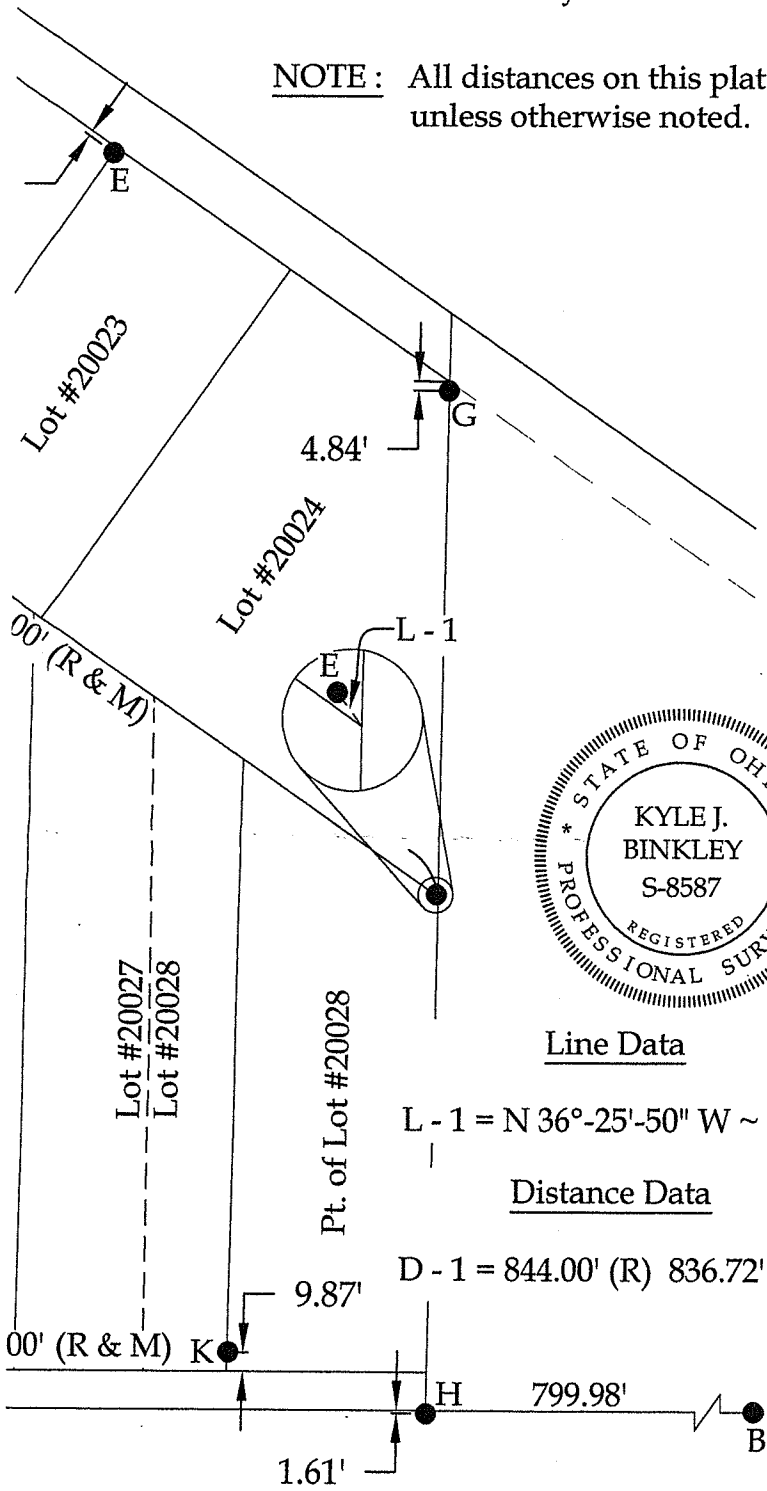 NOTE : All distances on this plat
unless otherwise noted.
E
Lot #20023
G
4.84'
Lot #20024
L - 1
E
00' (R & M)
STATE OF OHI
KYLE J.
BINKLEY
S-8587
REGISTERED
* PROFESSIONAL SURV
Lot #20027
Lot #20028
Pt. of Lot #20028
Line Data
L - 1 = N 36°-25'-50" W ~
Distance Data
D - 1 = 844.00' (R) 836.72'
9.87'
00' (R & M)
K
H
799.98'
B
1.61'